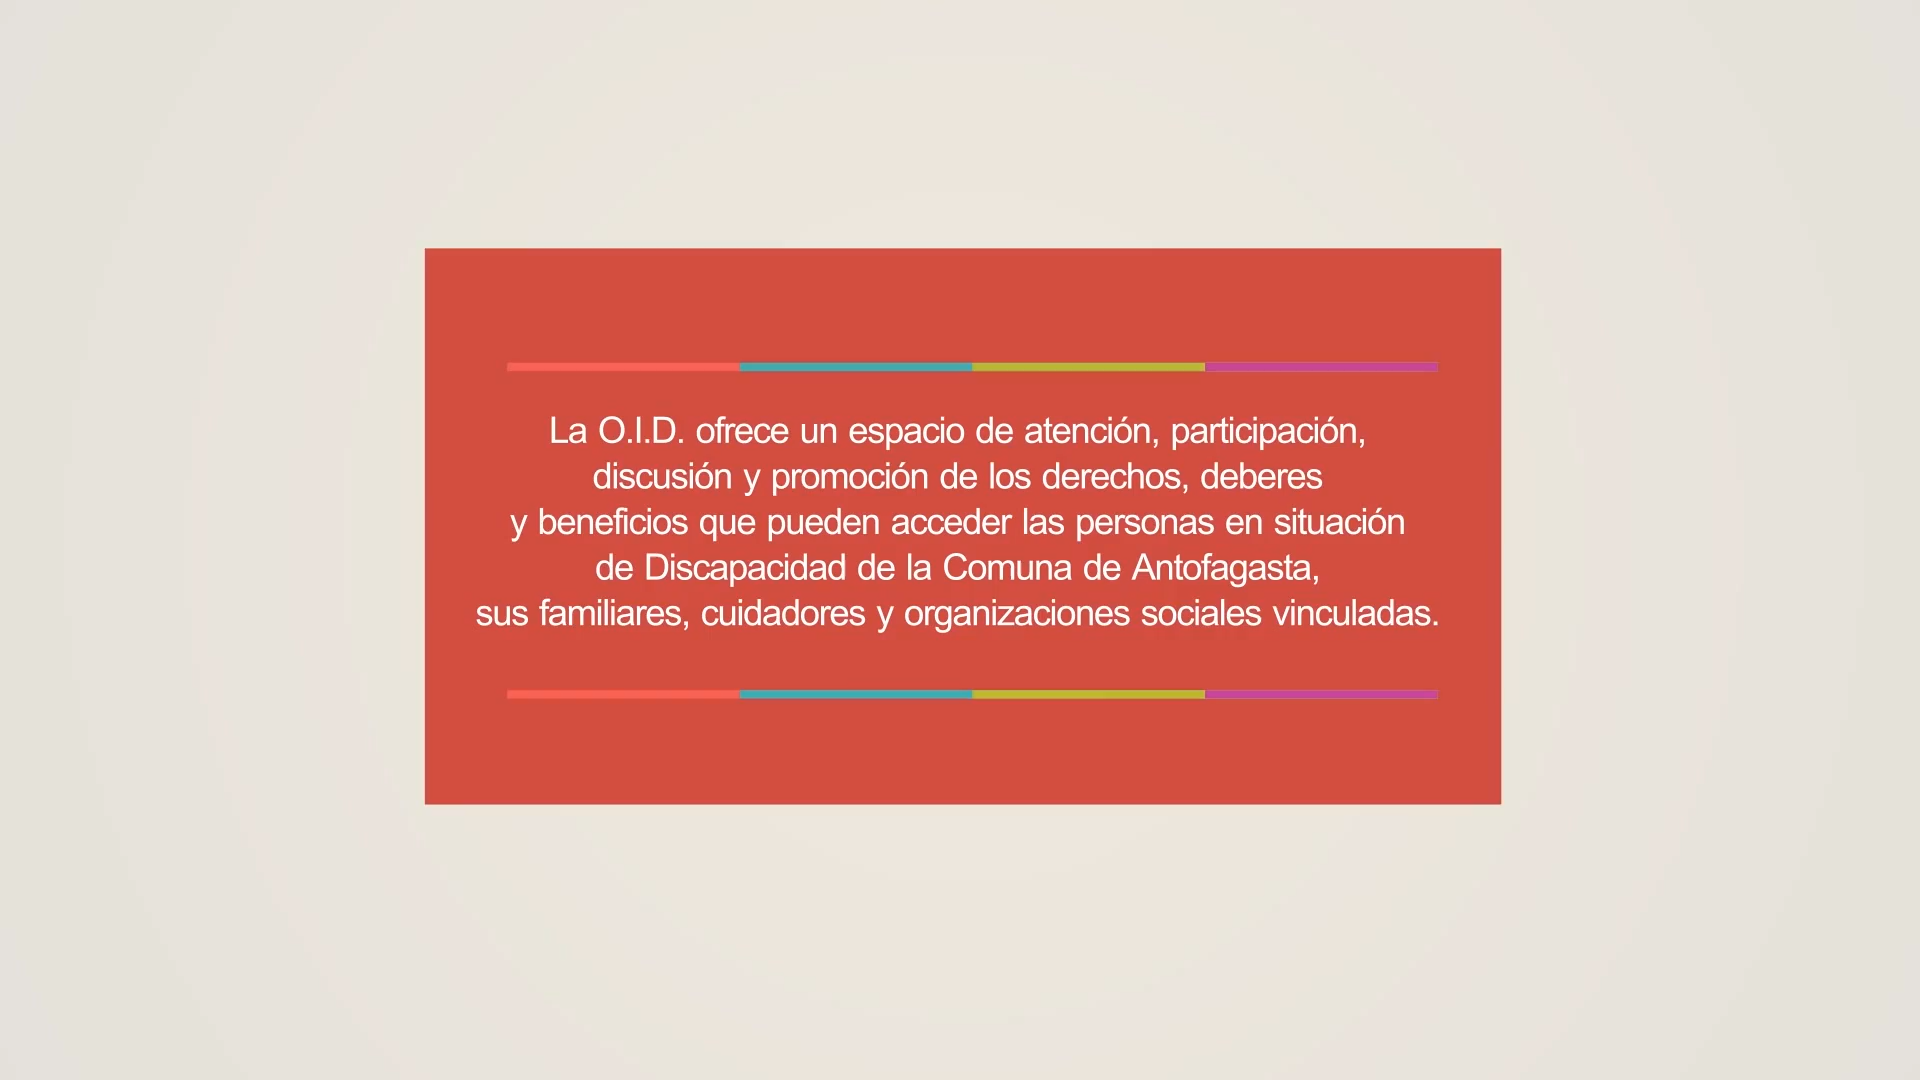 La O.I.D. ofrece un espacio de atención, participación,
discusión y promoción de los derechos, deberes
y beneficios que pueden acceder las personas en situación
de Discapacidad de la Comuna de Antofagasta,
sus familiares, cuidadores y organizaciones sociales vinculadas.